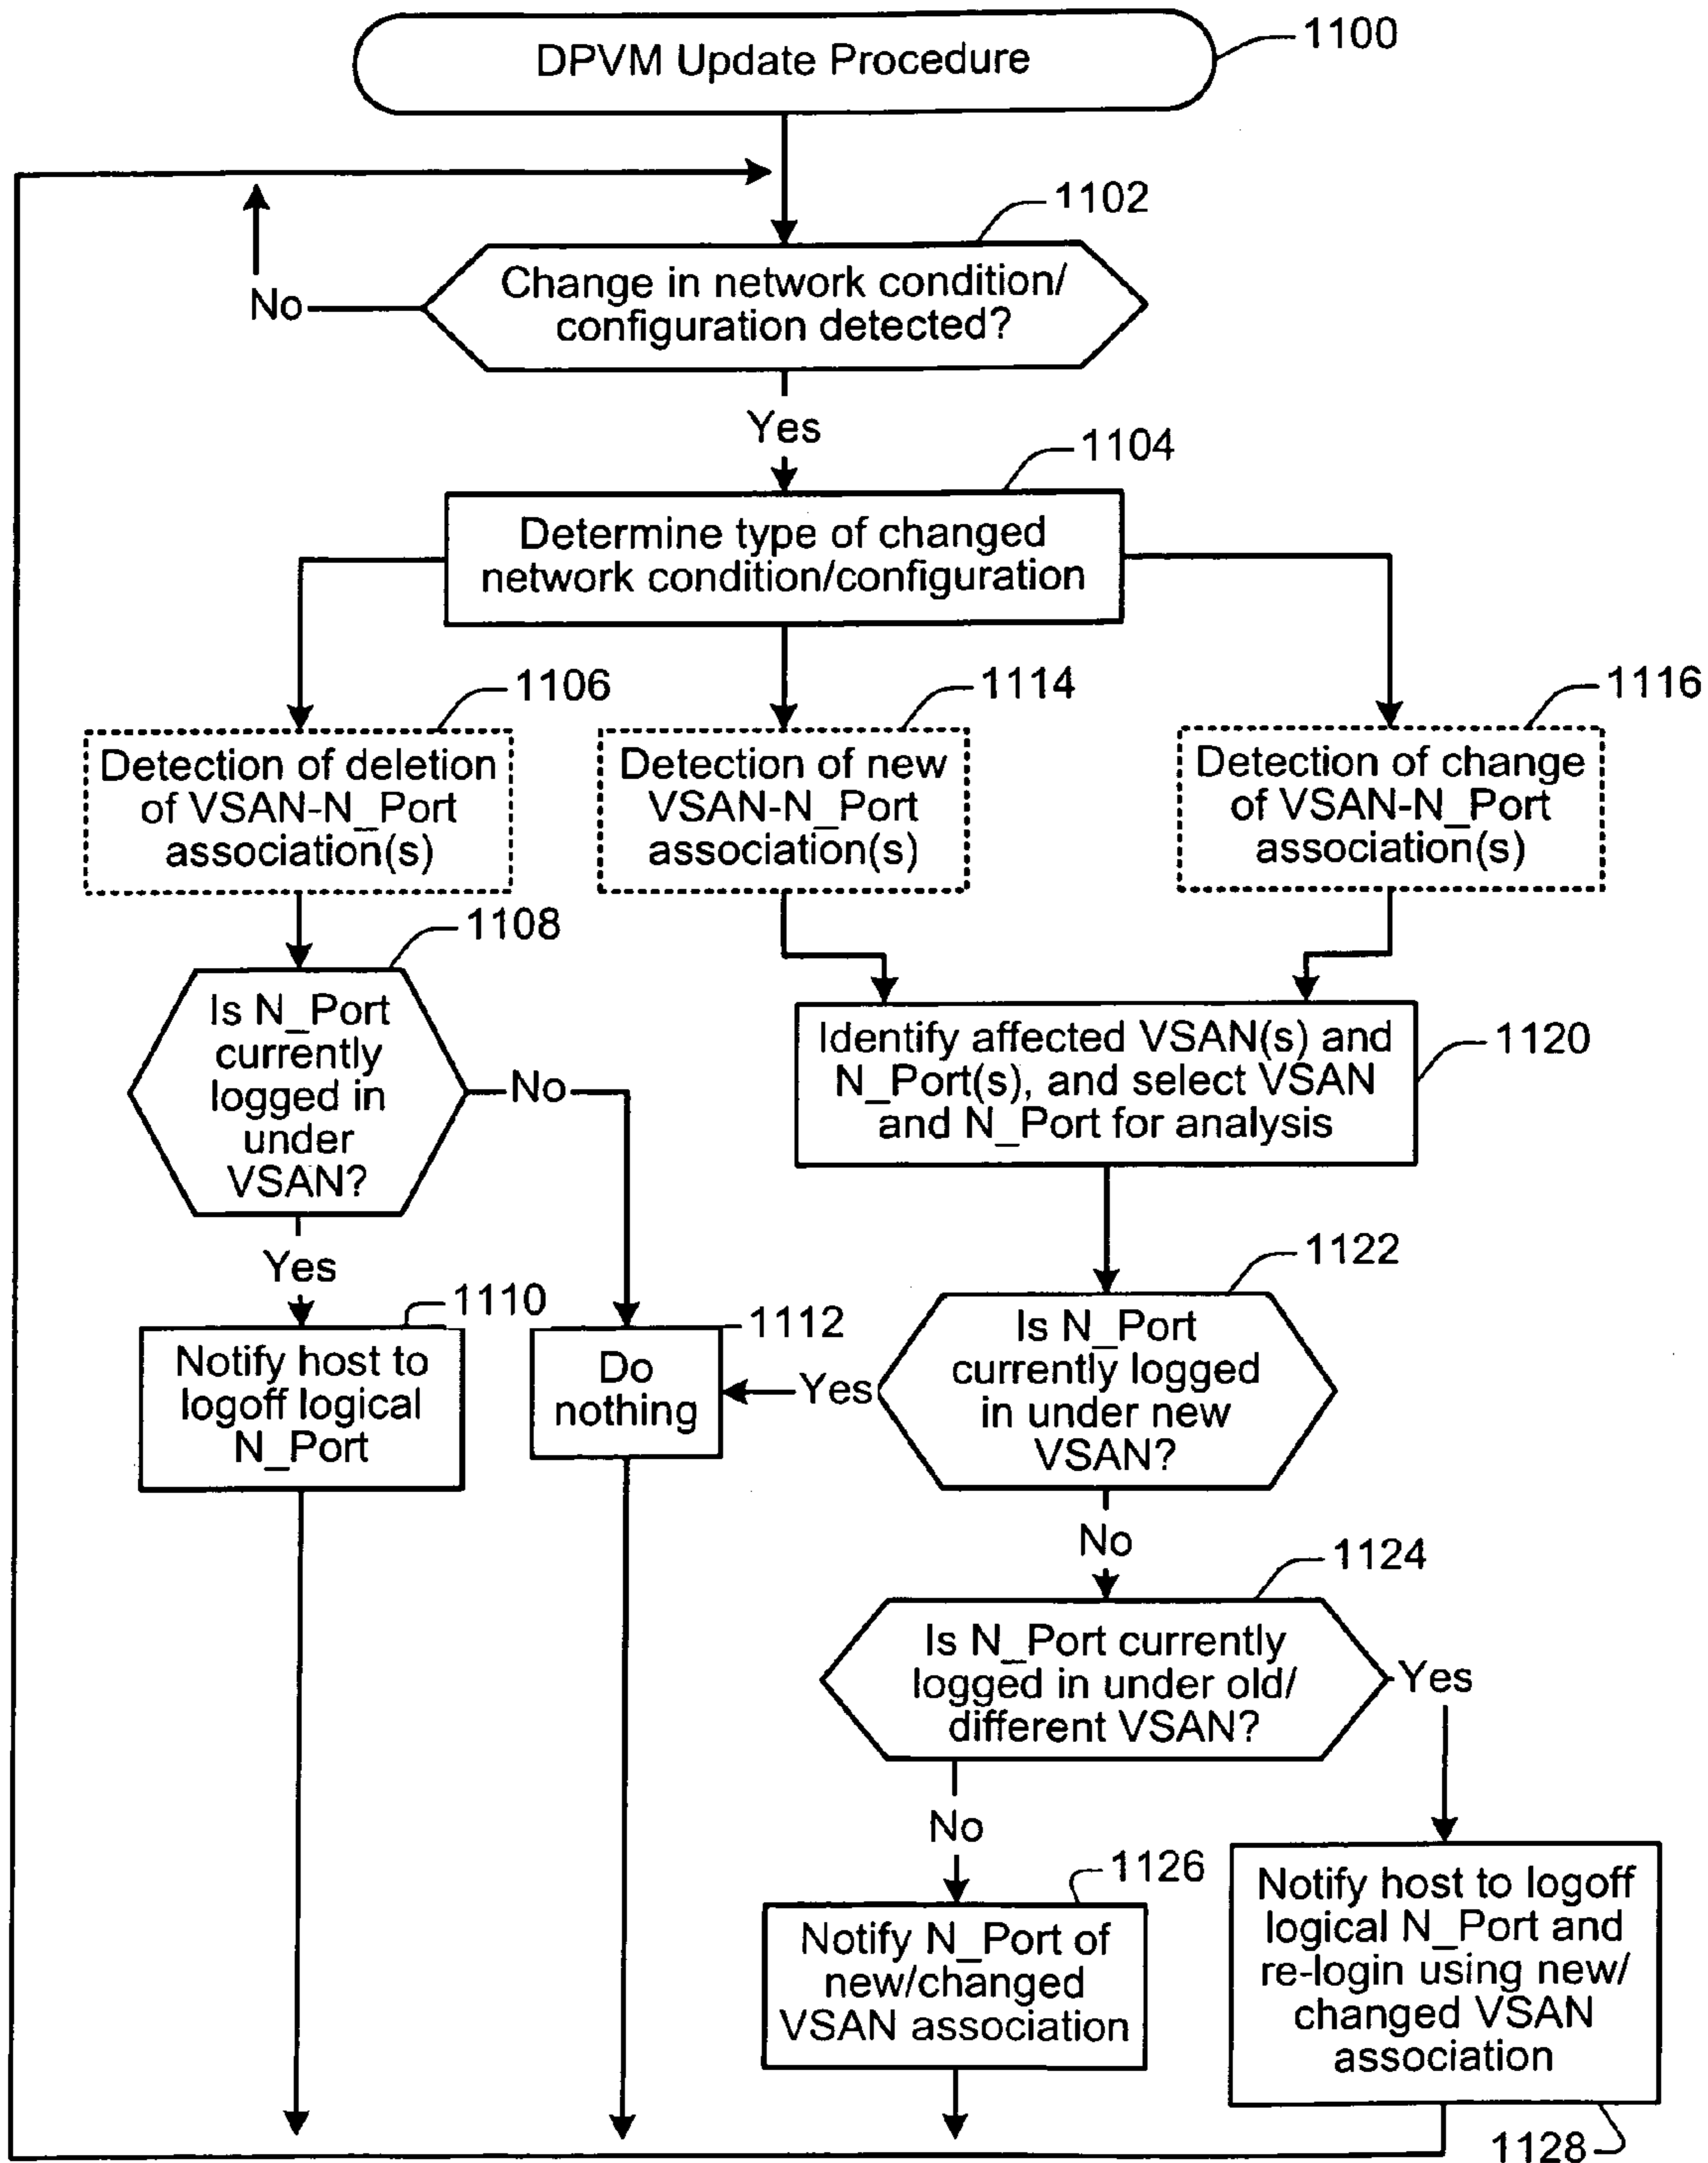 DPVM Update Procedure
1100
1102
Change in network condition/
configuration detected?
No
Yes
1104
Determine type of changed
network condition/configuration
1106
1114
1116
Detection of deletion
of VSAN-N_Port
association(s)
Detection of new
VSAN-N_Port
association(s)
Detection of change
of VSAN-N_Port
association(s)
1108
Is N_Port
currently
logged in
under
VSAN?
No
Yes
Identify affected VSAN(s) and
N_Port(s), and select VSAN
and N_Port for analysis
1120
1110
Notify host to
logoff logical
N_Port
1112
Do
nothing
1122
Is N_Port
currently logged
in under new
VSAN?
Yes
No
1124
Is N_Port currently
logged in under old/
different VSAN?
Yes
No
1126
Notify N_Port of
new/changed
VSAN association
Notify host to logoff
logical N_Port and
re-login using new/
changed VSAN
association
1128